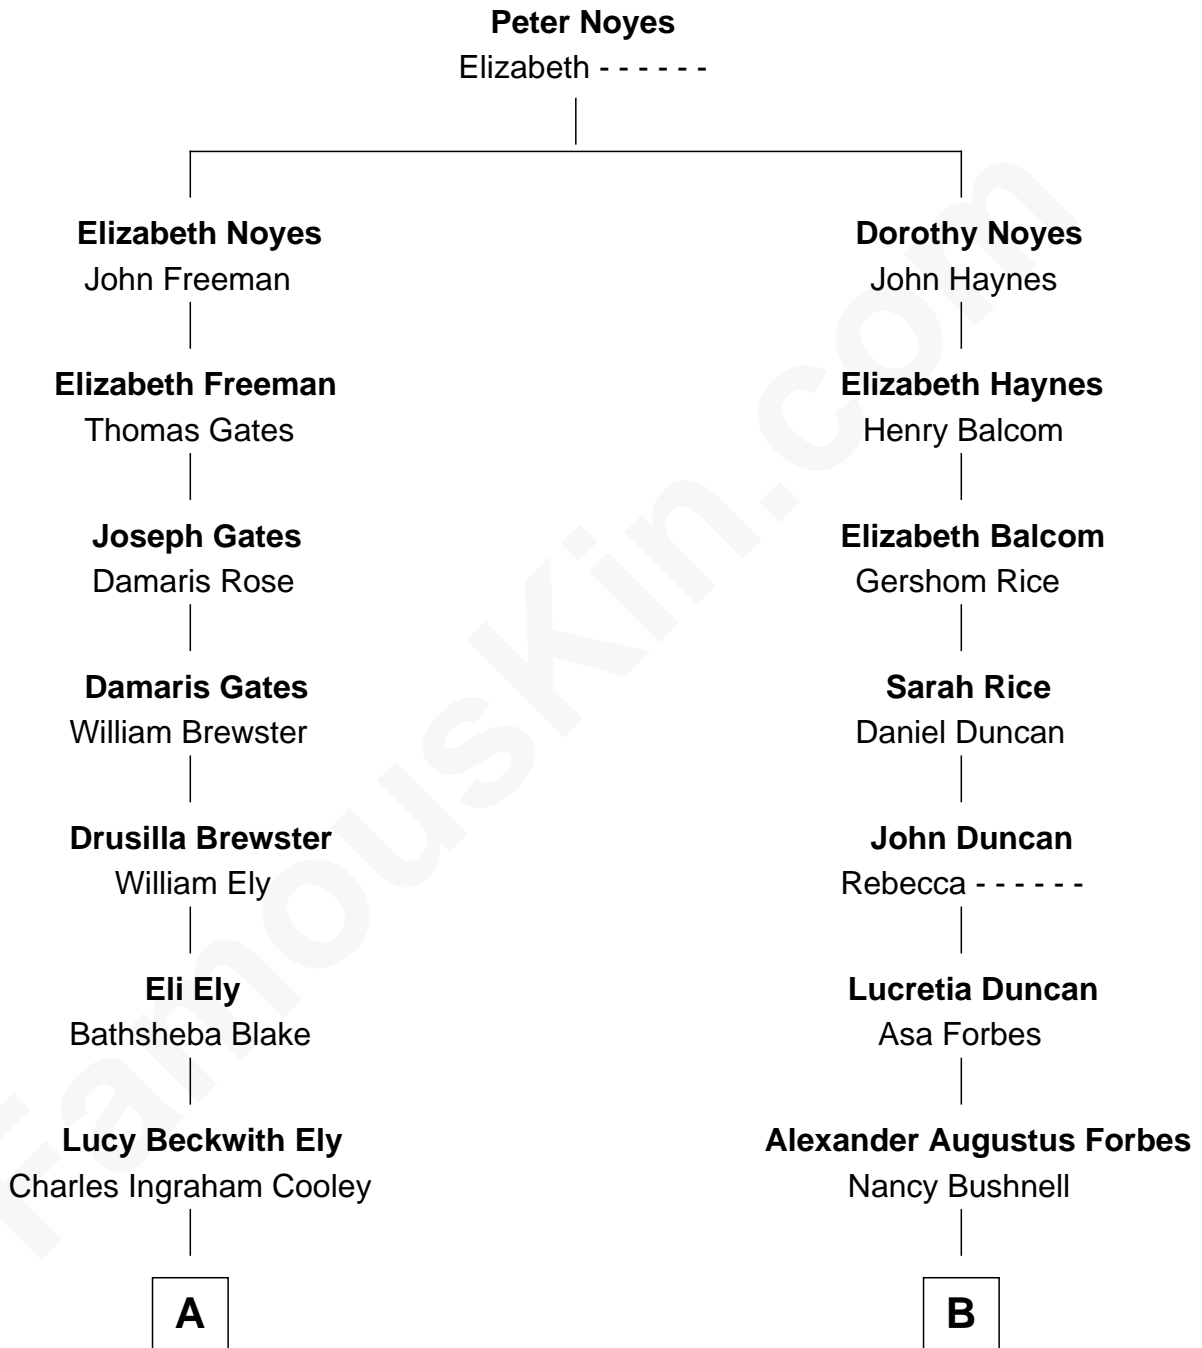 Peter Noyes
Elizabeth - - - - - -
Elizabeth Noyes
John Freeman
Dorothy Noyes
John Haynes
Elizabeth Freeman
Thomas Gates
Elizabeth Haynes
Henry Balcom
Joseph Gates
Damaris Rose
Elizabeth Balcom
Gershom Rice
Damaris Gates
William Brewster
Sarah Rice
Daniel Duncan
Drusilla Brewster
William Ely
John Duncan
Rebecca - - - - - -
Eli Ely
Bathsheba Blake
Lucretia Duncan
Asa Forbes
Lucy Beckwith Ely
Charles Ingraham Cooley
Alexander Augustus Forbes
Nancy Bushnell
A
B
FamousKin.com